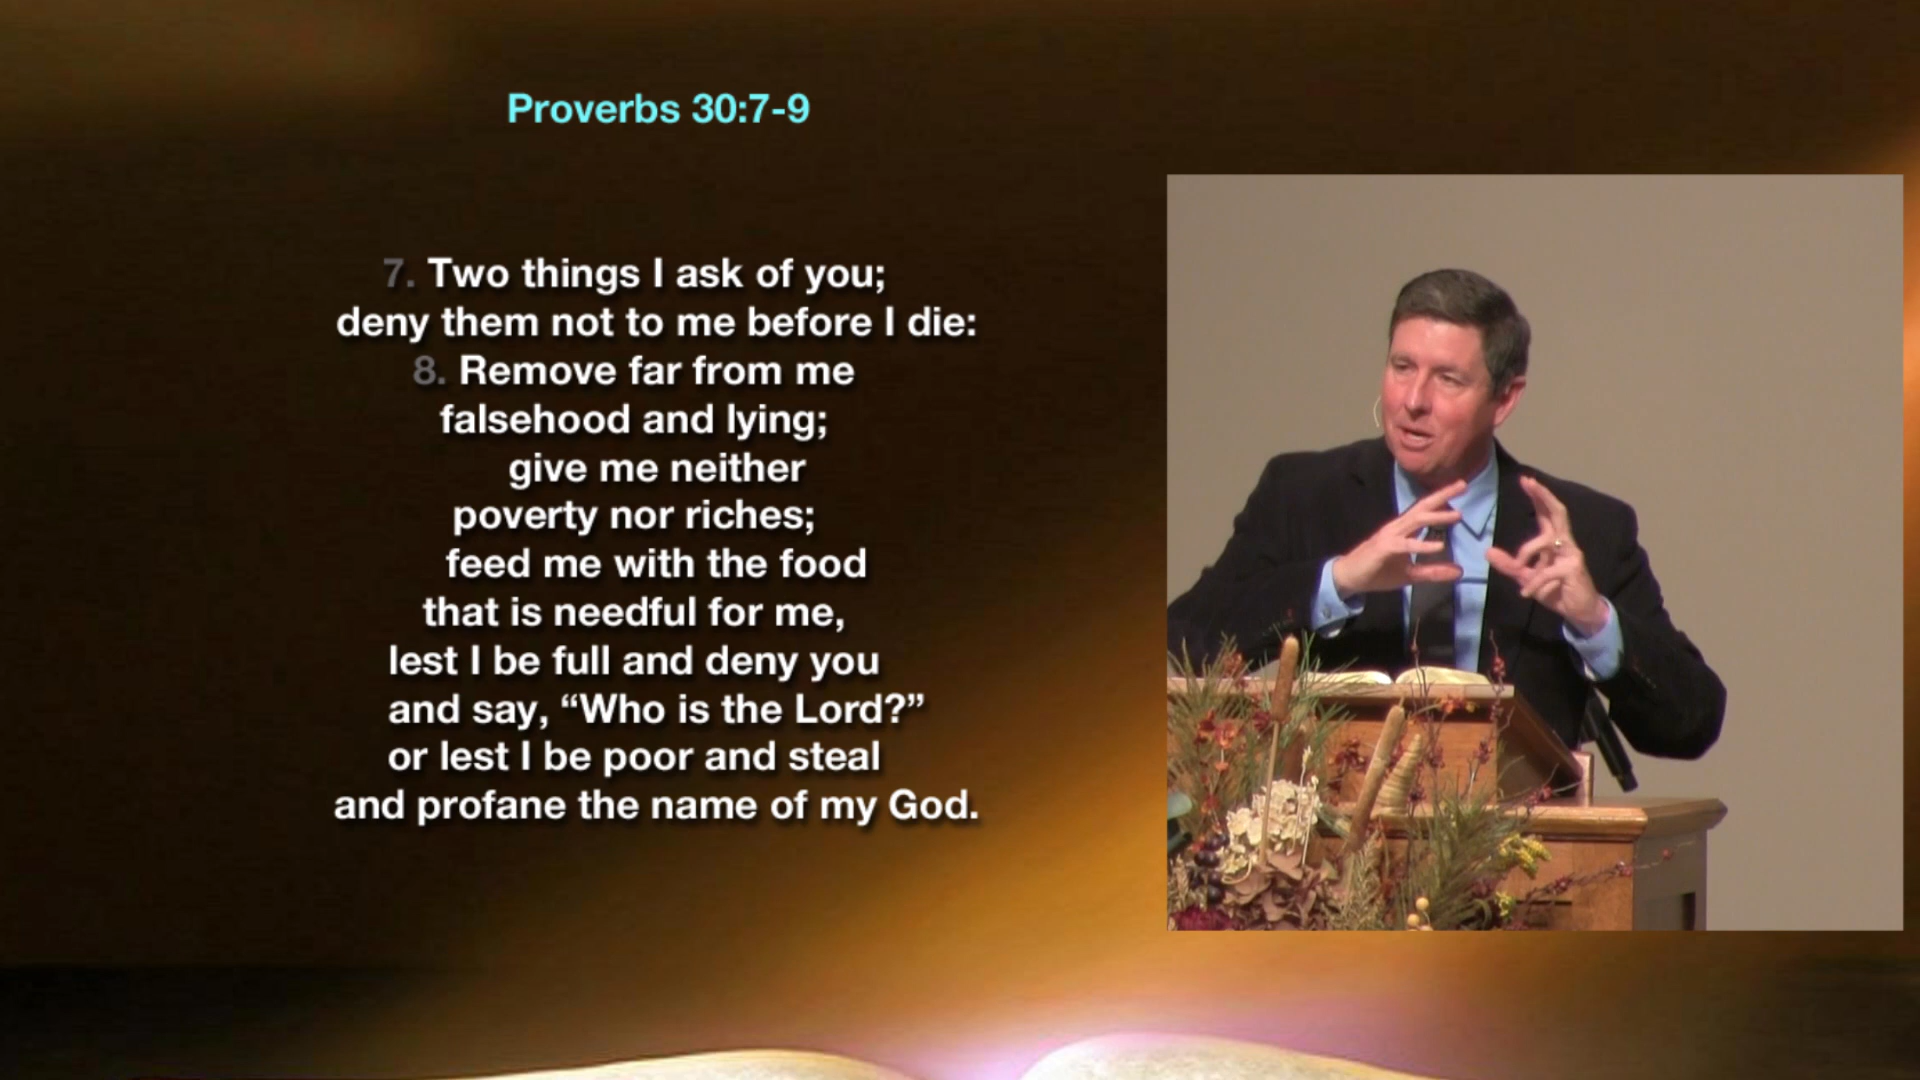 Proverbs 30:7-9
7. Two things I ask of you;
deny them not to me before I die:
8. Remove far from me
falsehood and lying;
give me neither
poverty nor riches;
feed me with the food
that is needful for me,
lest I be full and deny you
and say, “Who is the Lord?”
or lest I be poor and steal
and profane the name of my God.